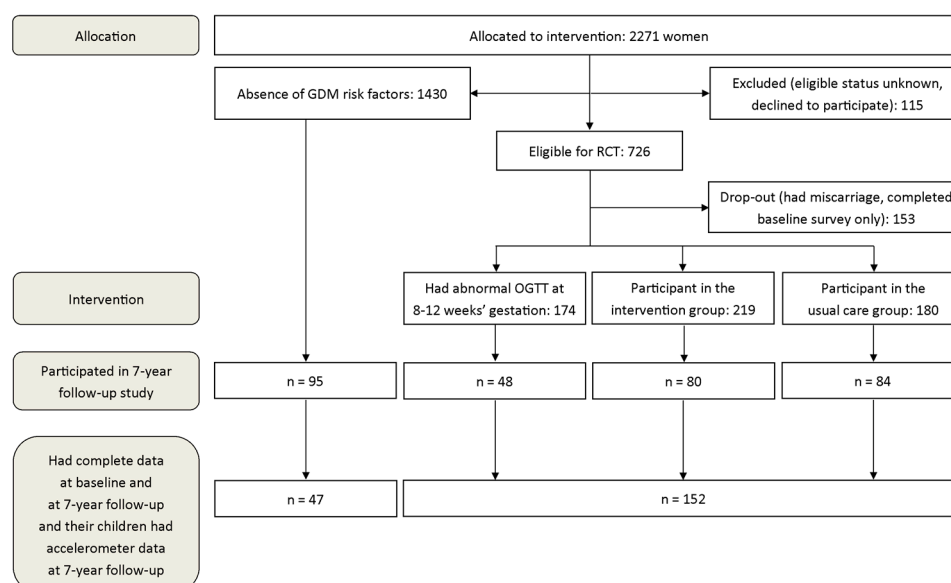 Allocation
Allocated to intervention: 2271 women
Absence of GDM risk factors: 1430
Excluded (eligible status unknown,
declined to participate): 115
Eligible for RCT: 726
Drop-out (had miscarriage, completed
baseline survey only): 153
Intervention
Had abnormal OGTT at
8-12 weeks’ gestation: 174
Participant in the
intervention group: 219
Participant in the
usual care group: 180
Participated in 7-year
follow-up study
n = 95
n = 48
n = 80
n = 84
Had complete data
at baseline and
at 7-year follow-up
and their children had
accelerometer data
at 7-year follow-up
n = 47
n = 152